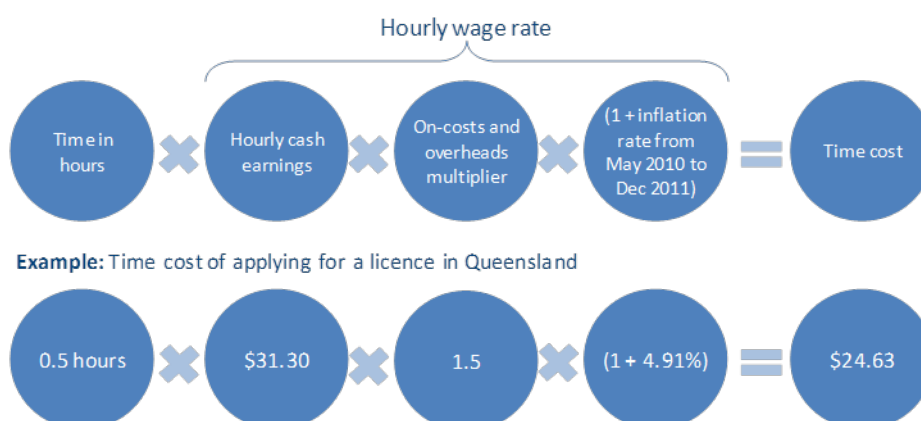 Hourly wage rate
Time in
hours
Hourly cash
earnings
On-costs and
overheads
multiplier
(1 + inflation
rate from
May 2010 to
Dec 2011)
Time cost
Example: Time cost of applying for a licence in Queensland
0.5 hours
$31.30
1.5
(1 + 4.91%)
$24.63